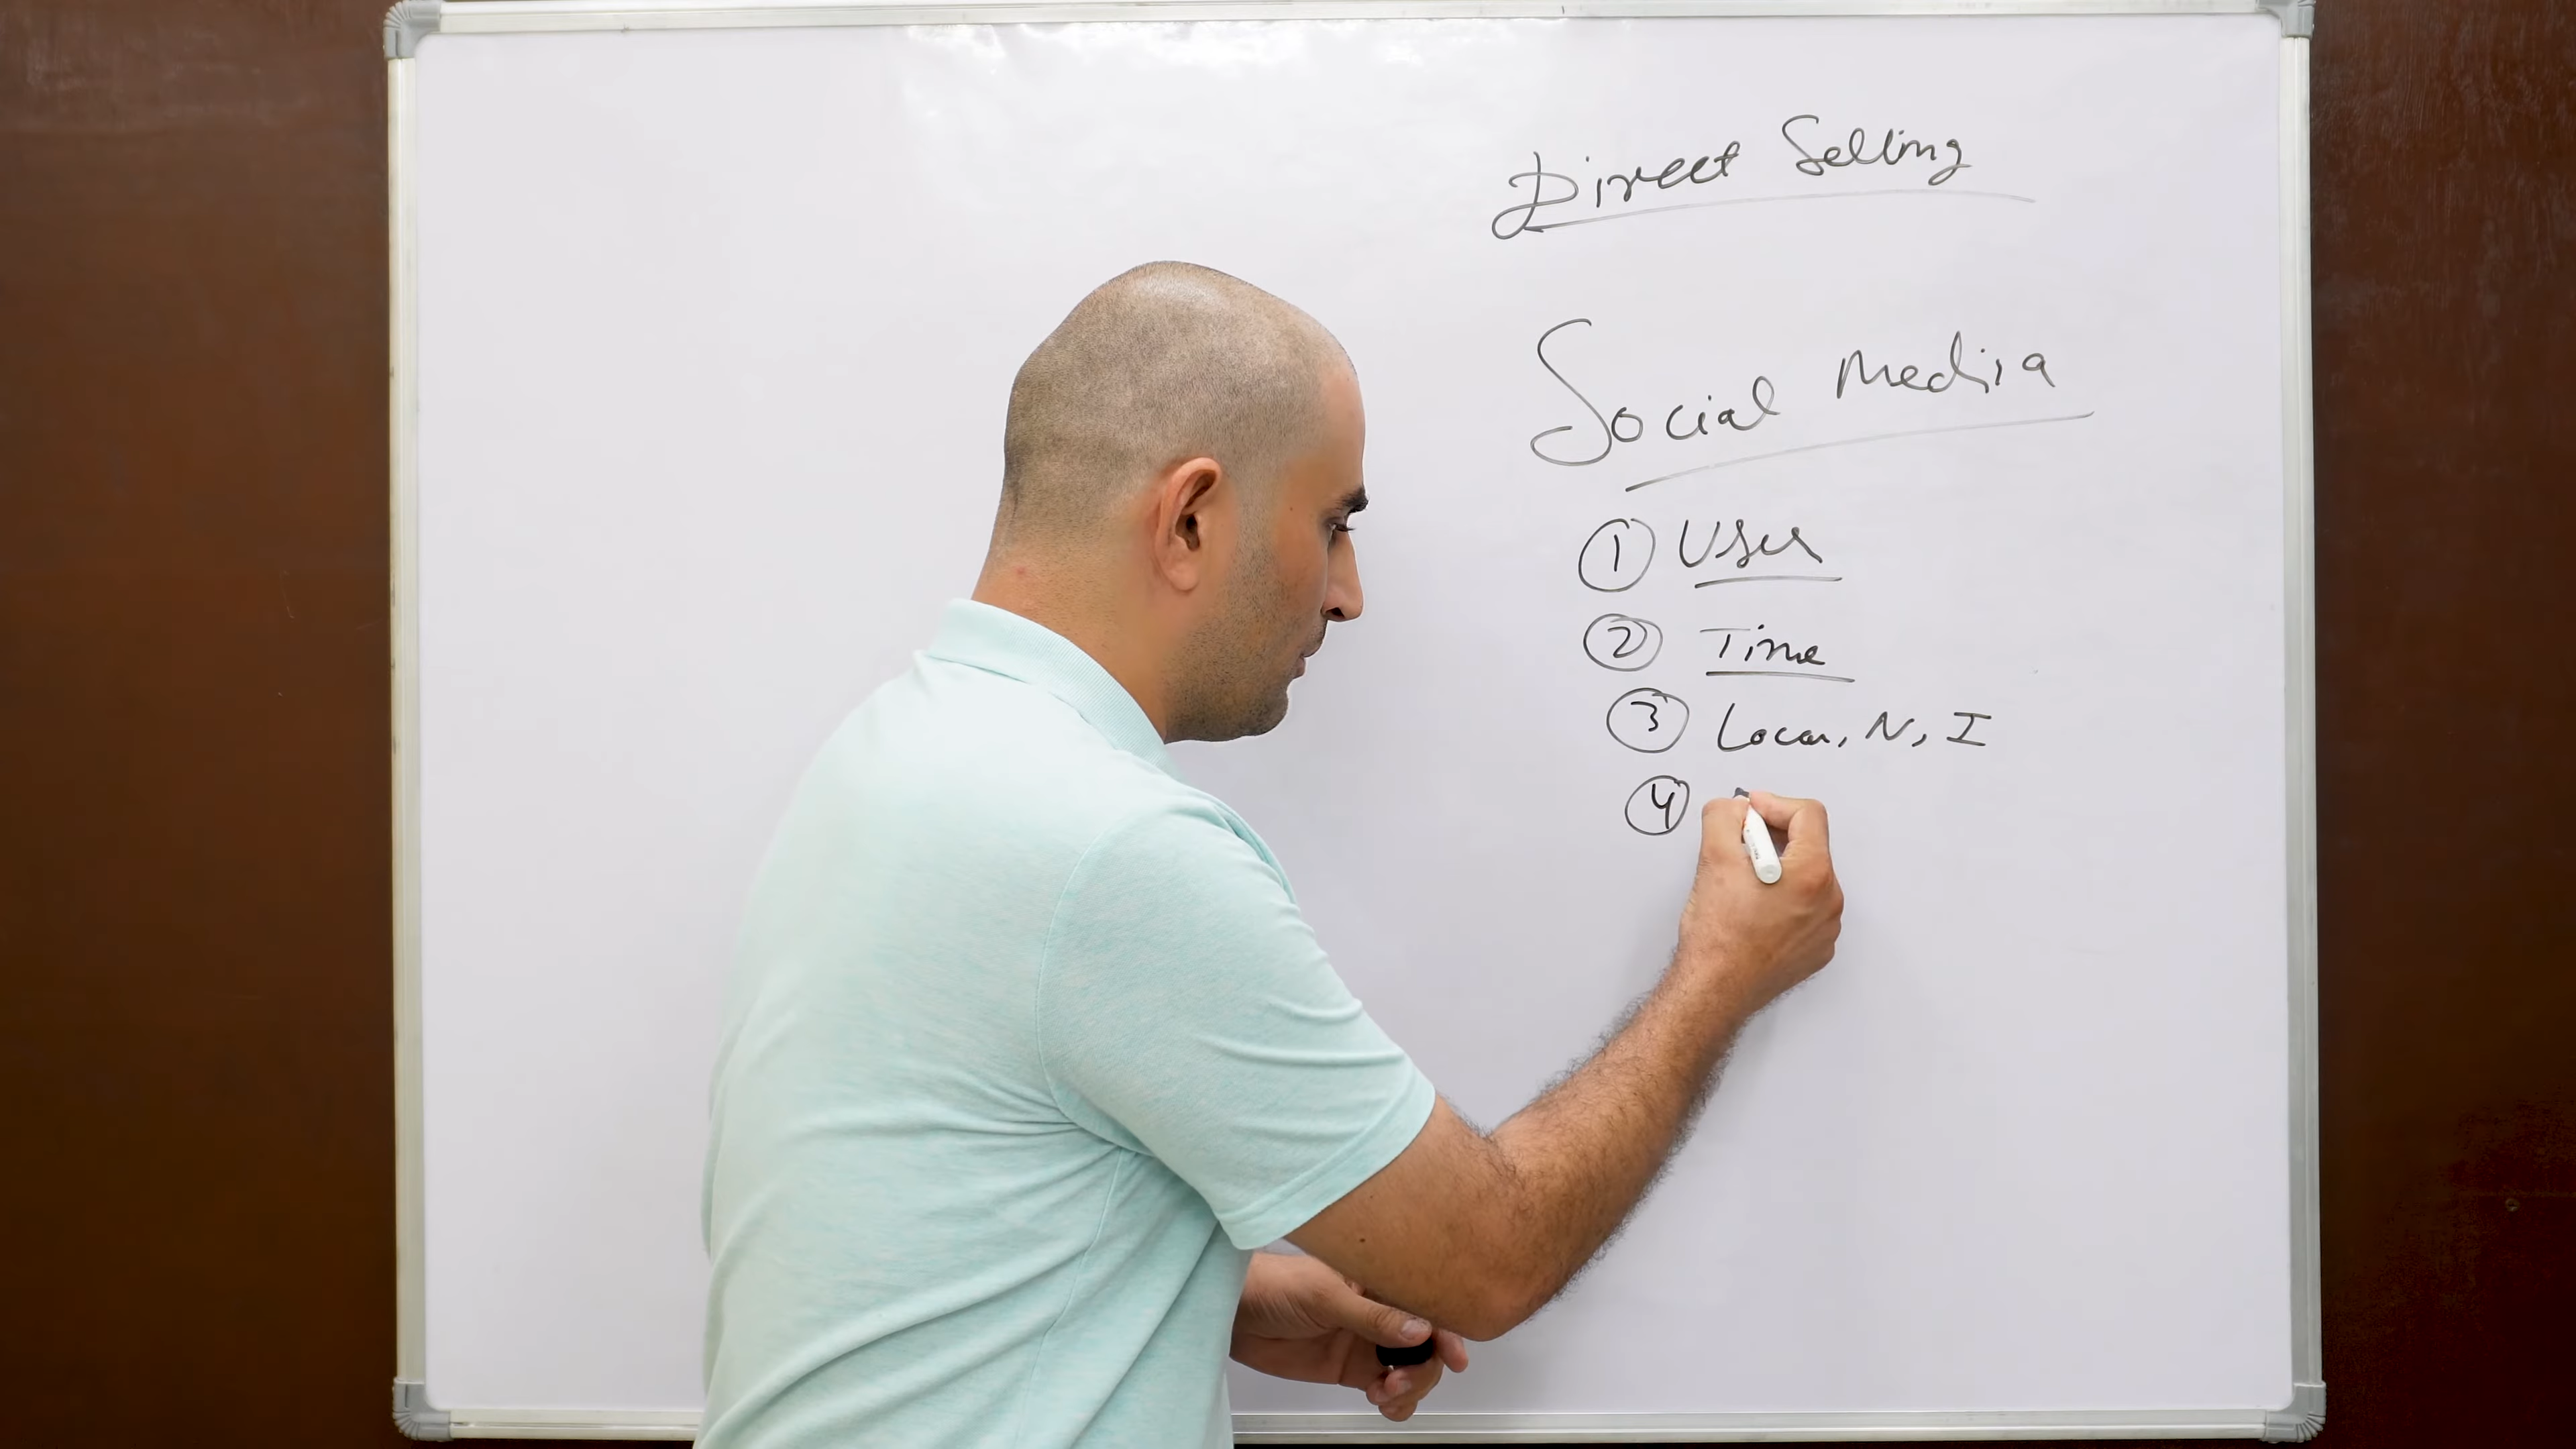 Direct Selling
Social Media
① User
② Time
③ Local, N, I
④